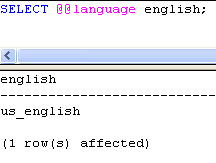 SELECT @@language english;
english
--------------------------------
us_english
(1 row(s) affected)